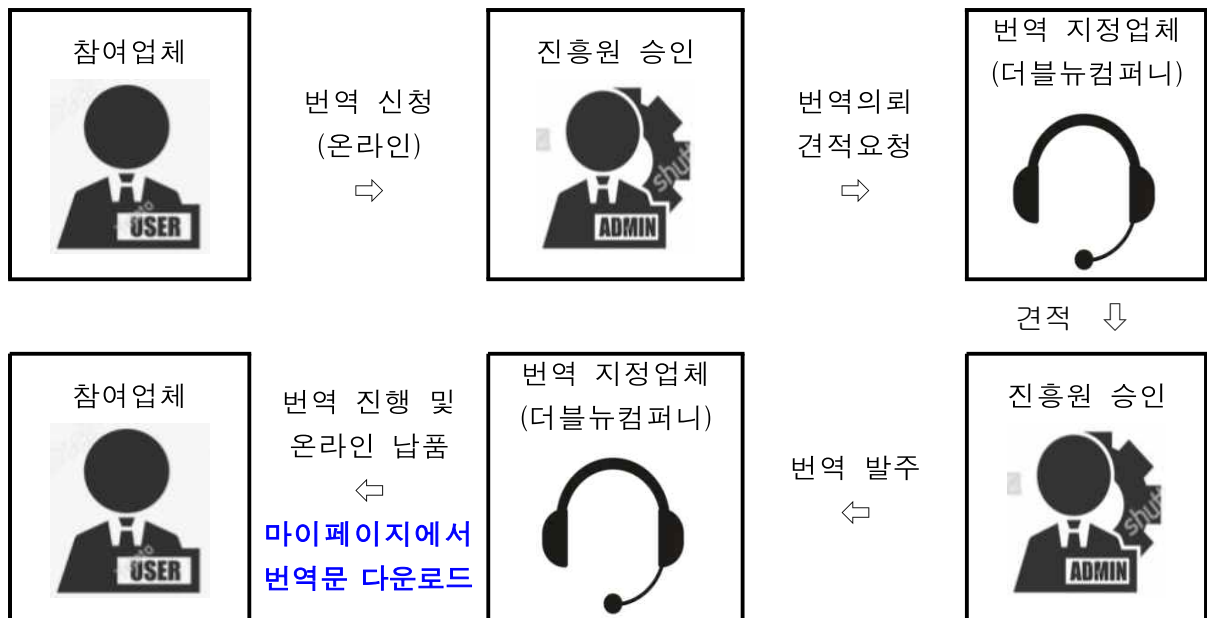 참여업체
USER
번역 신청
(온라인)
⇨
진흥원 승인
ADMIN
번역의뢰
견적요청
⇨
번역 지정업체
(더블뉴컴퍼니)
견적 ⇩
참여업체
USER
번역 진행 및
온라인 납품
⇦
마이페이지에서
번역문 다운로드
번역 지정업체
(더블뉴컴퍼니)
번역 발주
⇦
진흥원 승인
ADMIN